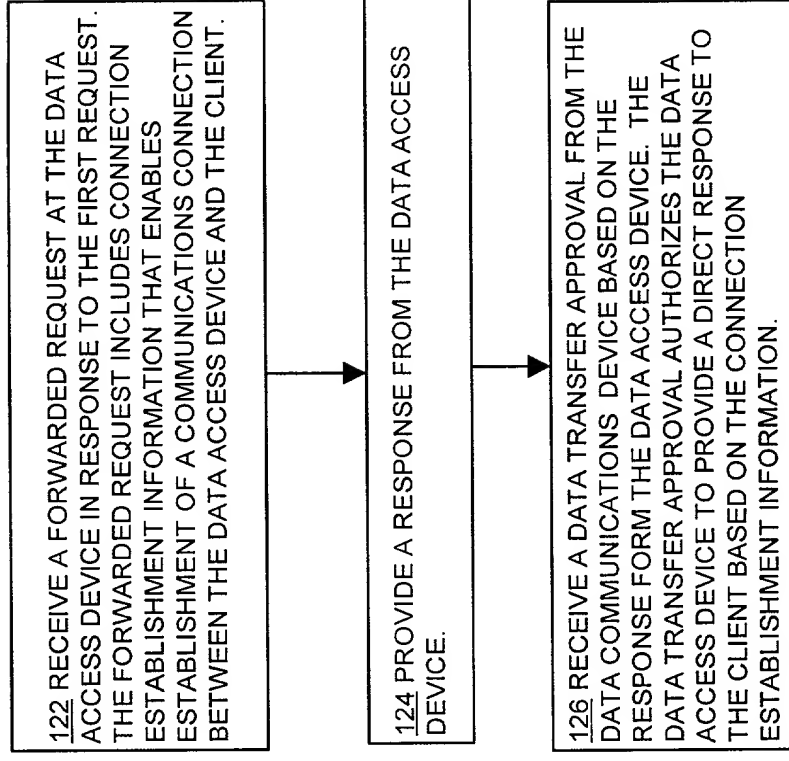 122 RECEIVE A FORWARDED REQUEST AT THE DATA
ACCESS DEVICE IN RESPONSE TO THE FIRST REQUEST.
THE FORWARDED REQUEST INCLUDES CONNECTION
ESTABLISHMENT INFORMATION THAT ENABLES
ESTABLISHMENT OF A COMMUNICATIONS CONNECTION
BETWEEN THE DATA ACCESS DEVICE AND THE CLIENT.
124 PROVIDE A RESPONSE FROM THE DATA ACCESS
DEVICE.
126 RECEIVE A DATA TRANSFER APPROVAL FROM THE
DATA COMMUNICATIONS DEVICE BASED ON THE
RESPONSE FORM THE DATA ACCESS DEVICE. THE
DATA TRANSFER APPROVAL AUTHORIZES THE DATA
ACCESS DEVICE TO PROVIDE A DIRECT RESPONSE TO
THE CLIENT BASED ON THE CONNECTION
ESTABLISHMENT INFORMATION.